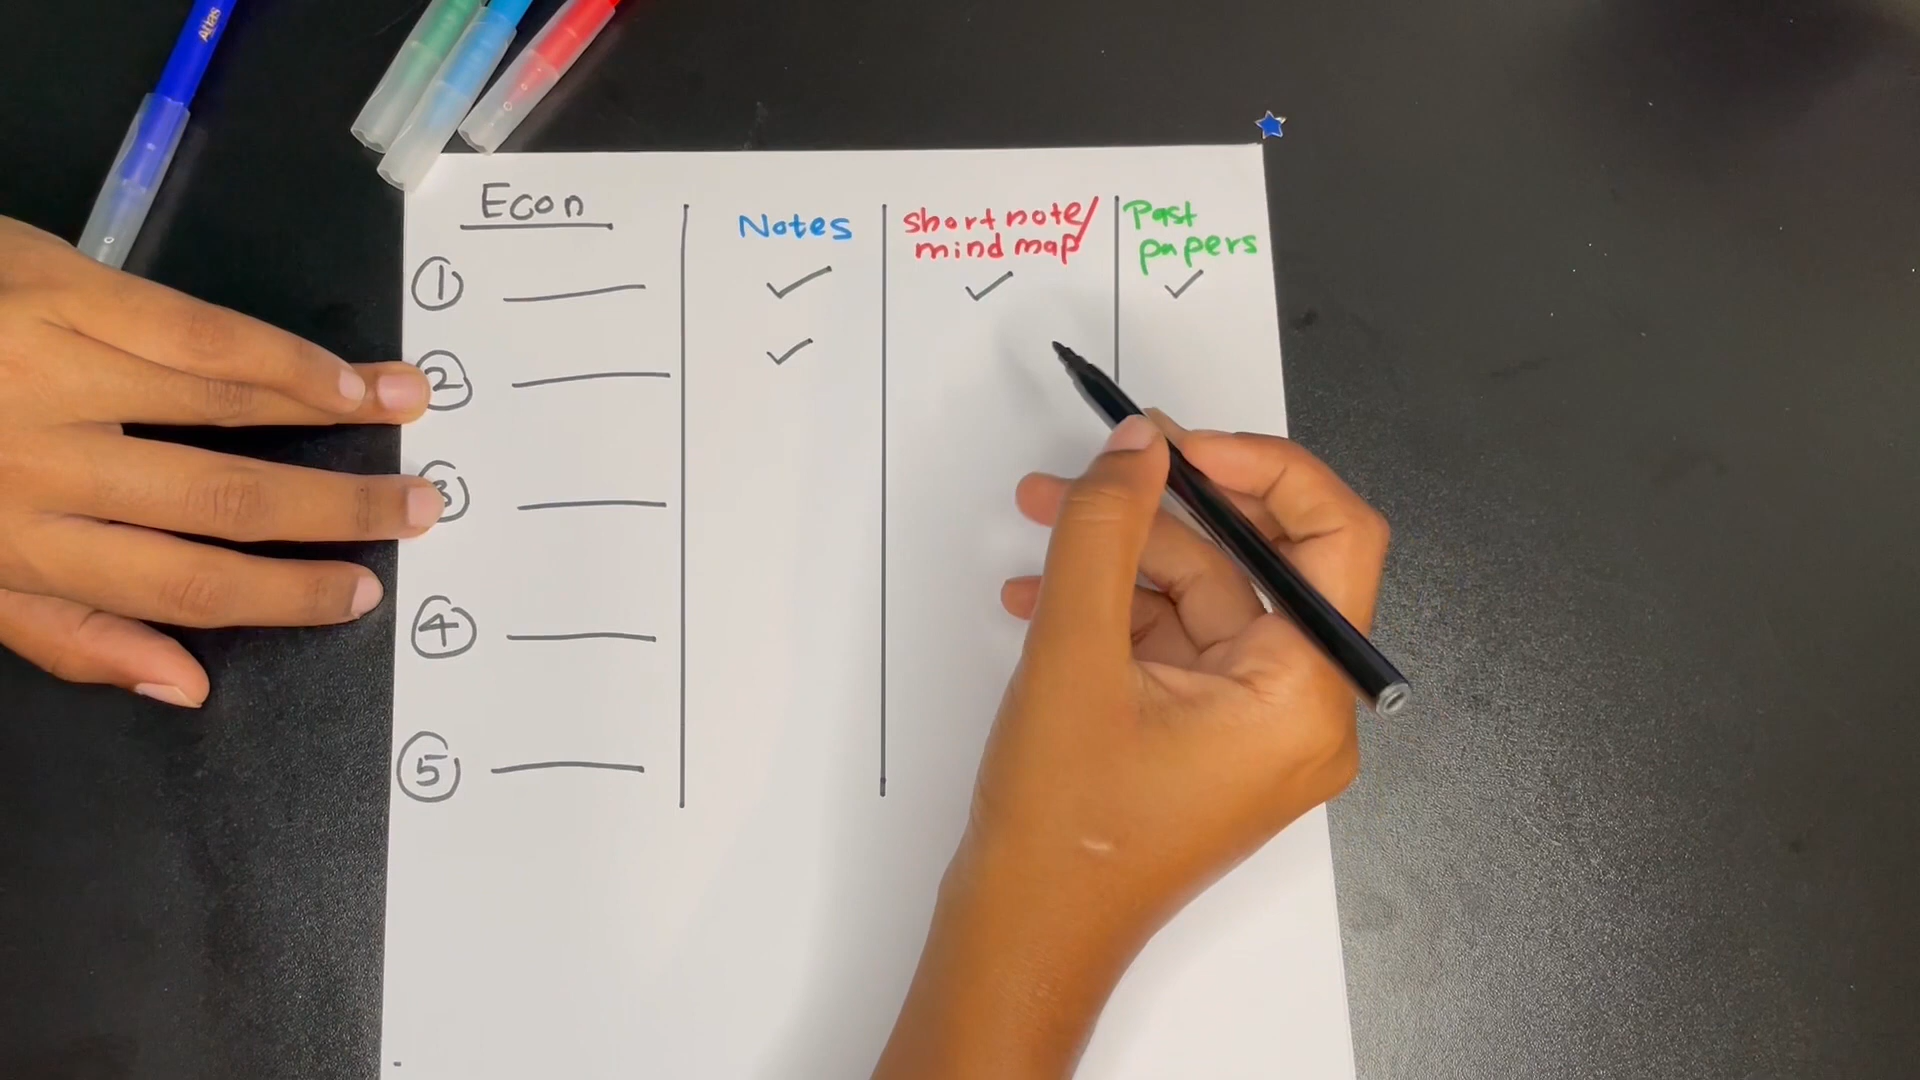 Atlas
Econ
Notes
Short note/
mind map
Past
papers
1
2
3
4
5